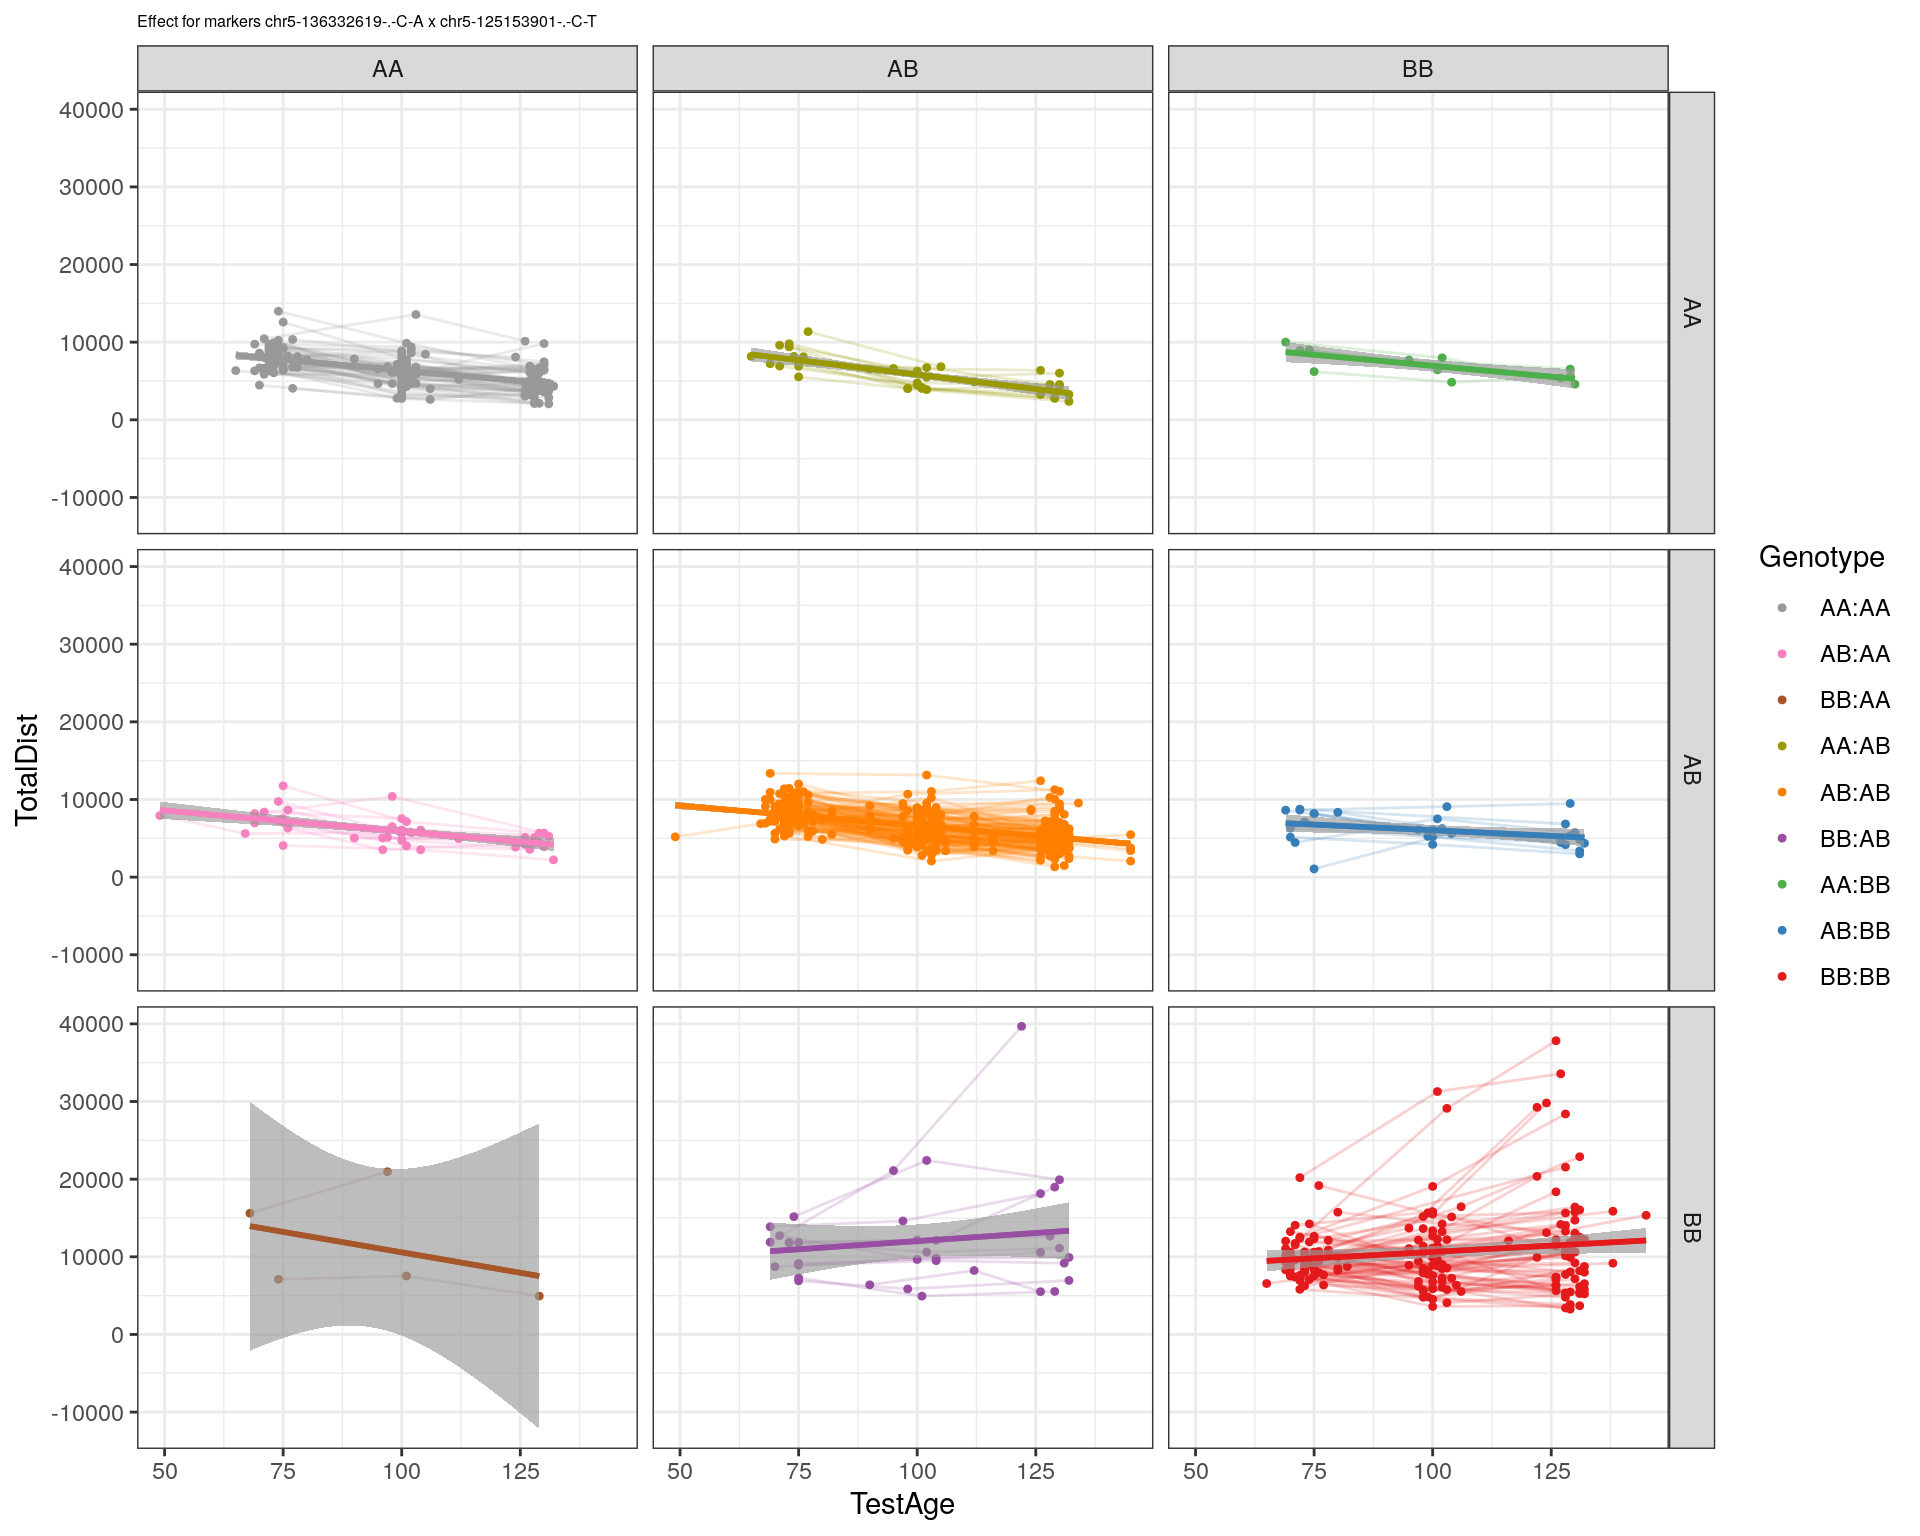 Effect for markers chr5-136332619-.-C-A x chr5-125153901-.-C-T
AA
AB
BB
40000
30000
20000
10000
0
-10000
AA
40000
30000
20000
10000
0
-10000
AB
40000
30000
20000
10000
0
-10000
BB
50
75
100
125
50
75
100
125
50
75
100
125
TotalDist
TestAge
Genotype
AA:AA
AB:AA
BB:AA
AA:AB
AB:AB
BB:AB
AA:BB
AB:BB
BB:BB